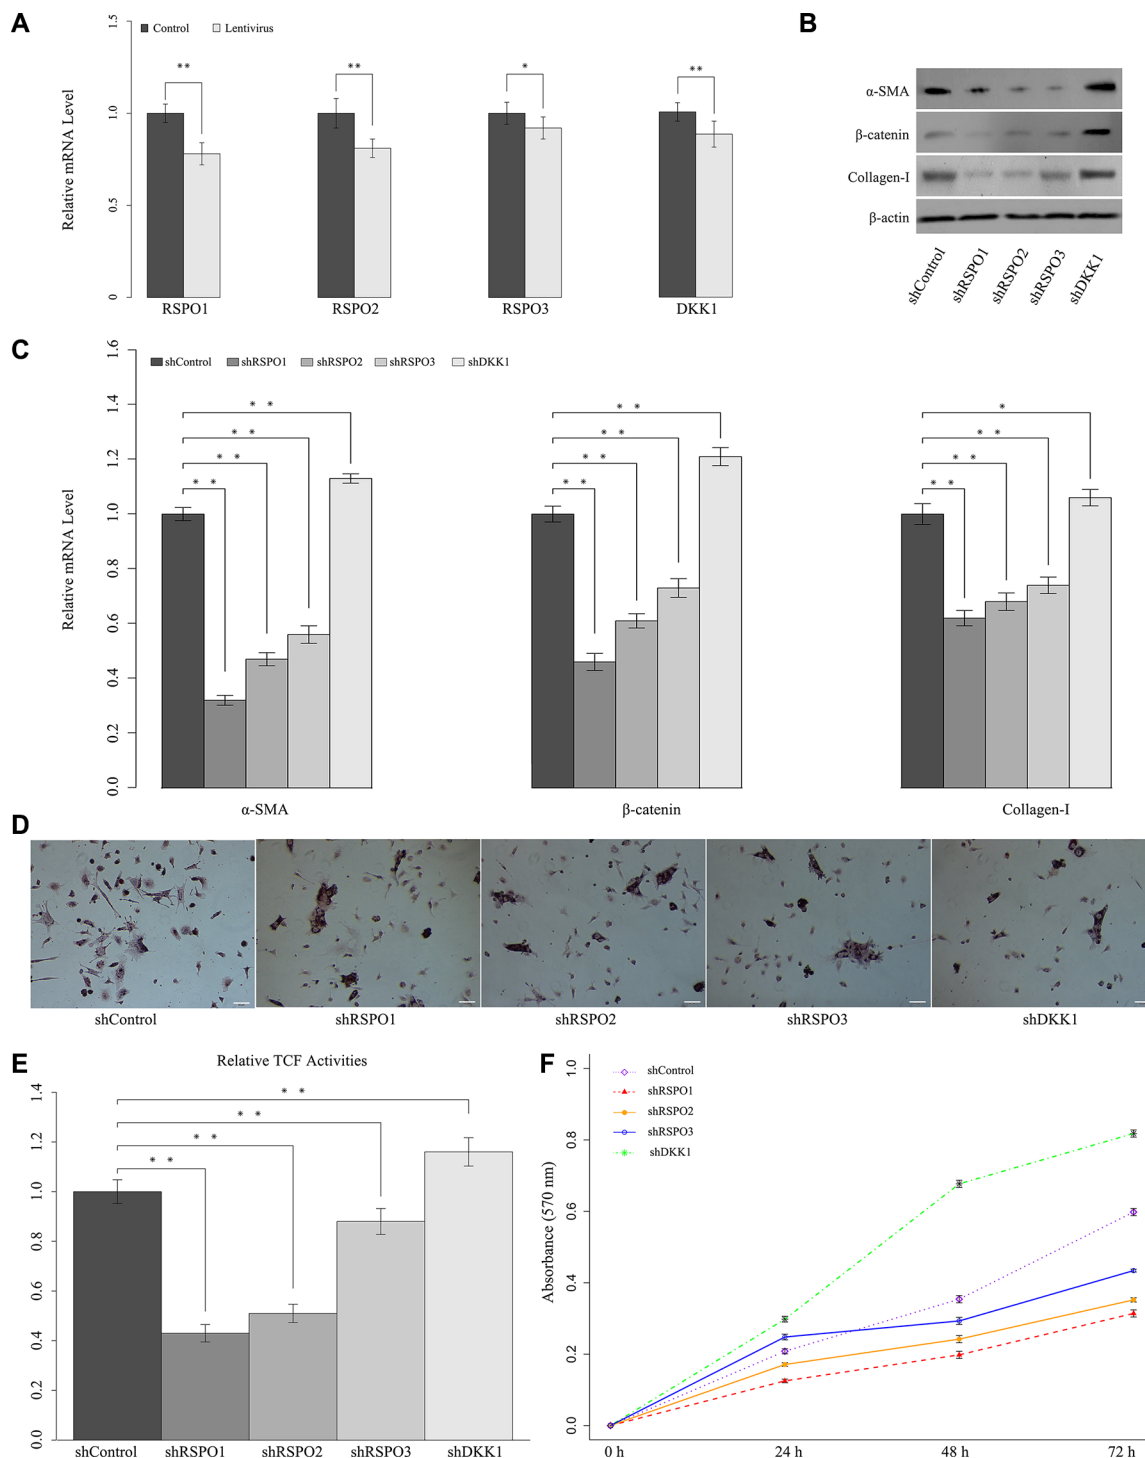 A
Control
Lentivirus
Relative mRNA Level
0
0.5
1.0
1.5
**
**
*
**
RSPO1
RSPO2
RSPO3
DKK1
B
α-SMA
β-catenin
Collagen-I
β-actin
shControl
shRSPO1
shRSPO2
shRSPO3
shDKK1
C
shControl
shRSPO1
shRSPO2
shRSPO3
shDKK1
Relative mRNA Level
0.0
0.2
0.4
0.6
0.8
1.0
1.2
1.4
1.6
* *
* *
* *
* *
* *
* *
* *
* *
*
* *
* *
* *
α-SMA
β-catenin
Collagen-I
D
shControl
shRSPO1
shRSPO2
shRSPO3
shDKK1
E
Relative TCF Activities
0.0
0.2
0.4
0.6
0.8
1.0
1.2
1.4
* *
* *
* *
* *
shControl
shRSPO1
shRSPO2
shRSPO3
shDKK1
F
shControl
shRSPO1
shRSPO2
shRSPO3
shDKK1
Absorbance (570 nm)
0.0
0.2
0.4
0.6
0.8
1.0
0 h
24 h
48 h
72 h